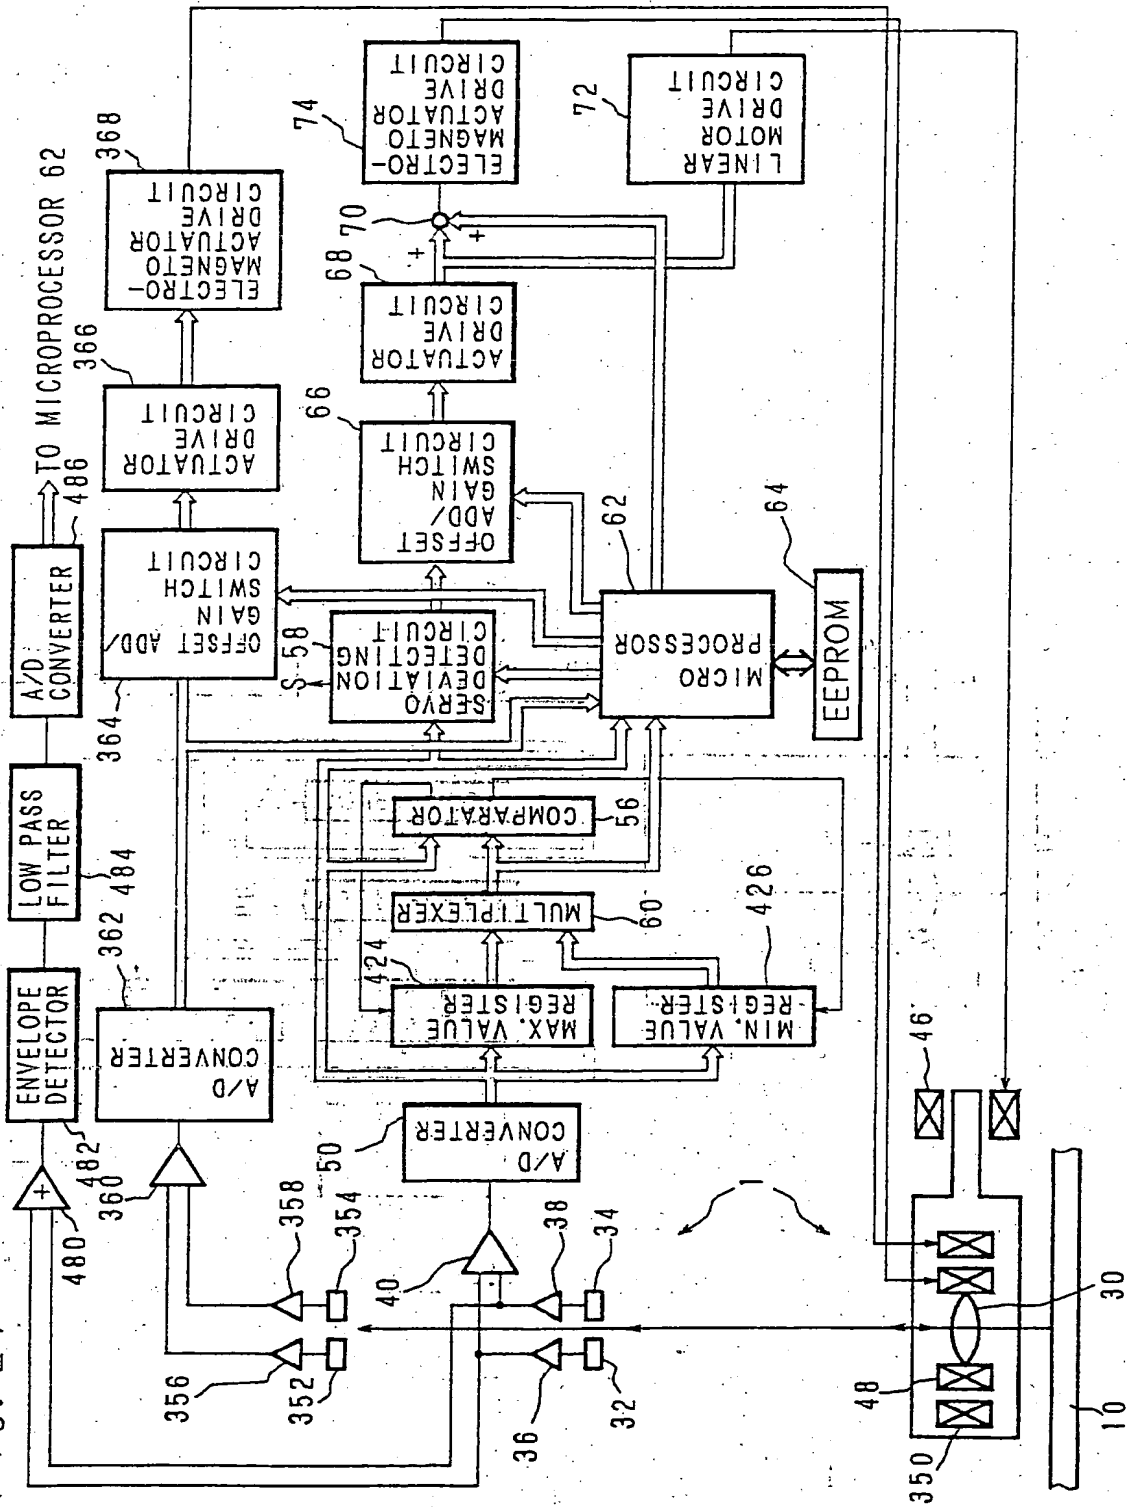 TO MICROPROCESSOR 62
486
A/D
CONVERTER
LOW PASS
FILTER
484
ENVELOPE
DETECTOR
482
+
480
368
ELECTRO-
MAGNETO
ACTUATOR
DRIVE
CIRCUIT
366
ACTUATOR
DRIVE
CIRCUIT
364
OFFSET ADD/
GAIN
SWITCH
CIRCUIT
362
A/D
CONVERTER
360
358
354
356
352
74
ELECTRO-
MAGNETO
ACTUATOR
DRIVE
CIRCUIT
72
LINEAR
MOTOR
DRIVE
CIRCUIT
70
+
+
68
ACTUATOR
DRIVE
CIRCUIT
66
OFFSET
ADD/
GAIN
SWITCH
CIRCUIT
S
58
SERVO
DEVIATION
DETECTING
CIRCUIT
62
MICRO
PROCESSOR
64
EEPROM
COMPARATOR
56
MULTIPLEXER
60
424
MAX. VALUE
REGISTER
426
MIN. VALUE
REGISTER
50
A/D
CONVERTER
40
38
34
36
32
46
48
350
30
10